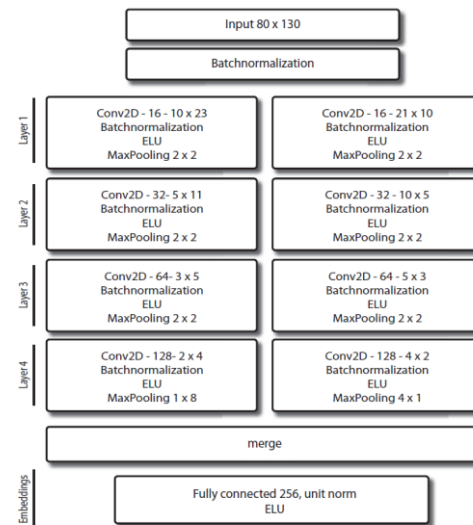 Input 80 x 130
Batchnormalization
Layer 1
Conv2D - 16 - 10 x 23
Batchnormalization
ELU
MaxPooling 2 x 2
Conv2D - 16 - 21 x 10
Batchnormalization
ELU
MaxPooling 2 x 2
Layer 2
Conv2D - 32- 5 x 11
Batchnormalization
ELU
MaxPooling 2 x 2
Conv2D - 32 - 10 x 5
Batchnormalization
ELU
MaxPooling 2 x 2
Layer 3
Conv2D - 64- 3 x 5
Batchnormalization
ELU
MaxPooling 2 x 2
Conv2D - 64 - 5 x 3
Batchnormalization
ELU
MaxPooling 2 x 2
Layer 4
Conv2D - 128- 2 x 4
Batchnormalization
ELU
MaxPooling 1 x 8
Conv2D - 128 - 4 x 2
Batchnormalization
ELU
MaxPooling 4 x 1
merge
Embeddings
Fully connected 256, unit norm
ELU